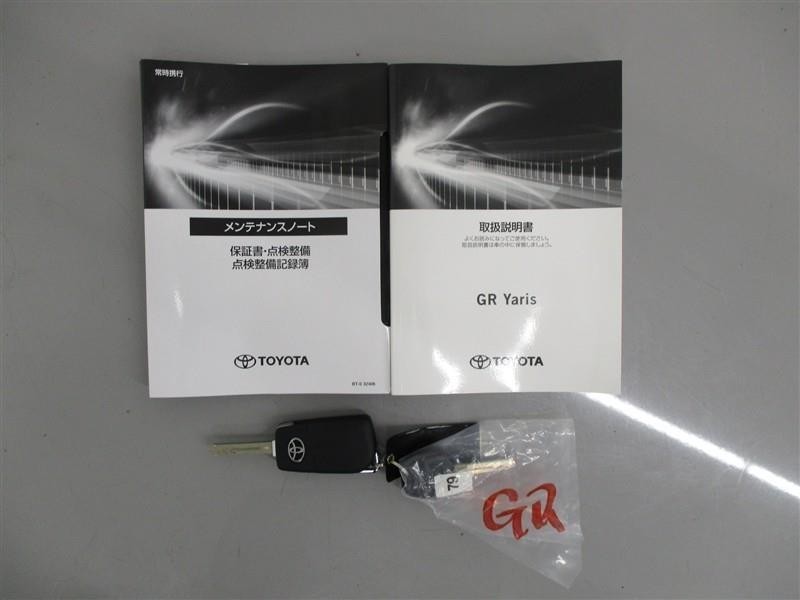 常時携行
メンテナンスノート
保証書・点検整備
点検整備記録簿
TOYOTA
取扱説明書
よくお読みになってご使用ください。
取扱説明書は車の中に保管しましょう。
GR Yaris
TOYOTA
79
GR